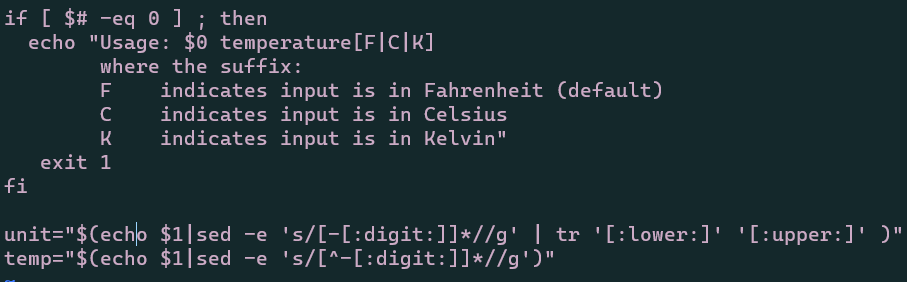 if [ $# -eq 0 ] ; then
  echo "Usage: $0 temperature[F|C|K]
        where the suffix:
        F    indicates input is in Fahrenheit (default)
        C    indicates input is in Celsius
        K    indicates input is in Kelvin"
   exit 1
fi

unit="$(echo $1|sed -e 's/[-[:digit:]]*//g' | tr '[:lower:]' '[:upper:]' )"
temp="$(echo $1|sed -e 's/[^-[:digit:]]*//g')"
~